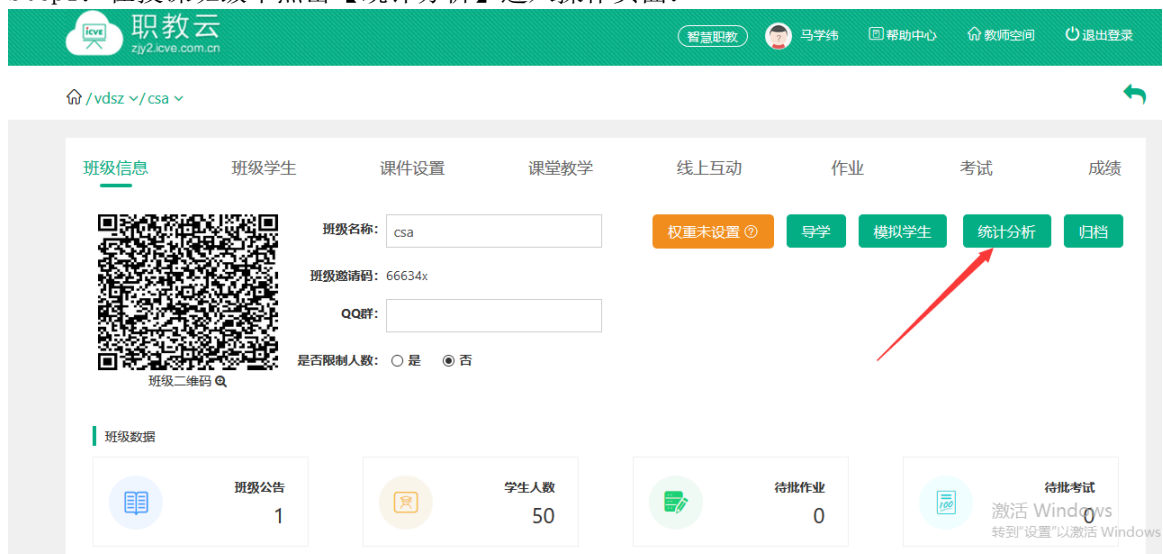 icve 职教云 zjy2.icve.com.cn 智慧职教 马学纬 帮助中心 教师空间 退出登录
/ vdsz / csa
班级信息 班级学生 课件设置 课堂教学 线上互动 作业 考试 成绩
班级名称: csa 权重未设置 导学 模拟学生 统计分析 归档
班级邀请码: 66634x
QQ群:
是否限制人数: 是 否
班级二维码
班级数据
班级公告 学生人数 待批作业 待批考试
1 50 0 0
激活 Windows
转到"设置"以激活 Windows